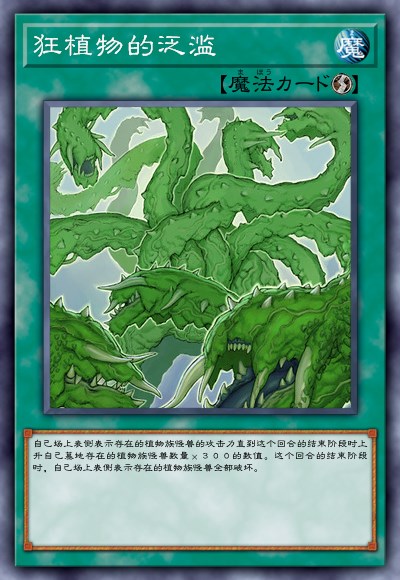 狂植物的泛滥
魔
【魔法カード】
まほう
自己场上表侧表示存在的植物族怪兽的攻击力直到这个回合的结束阶段时上
升自己墓地存在的植物族怪兽数量×300的数值。这个回合的结束阶段
时，自己场上表侧表示存在的植物族怪兽全部破坏。